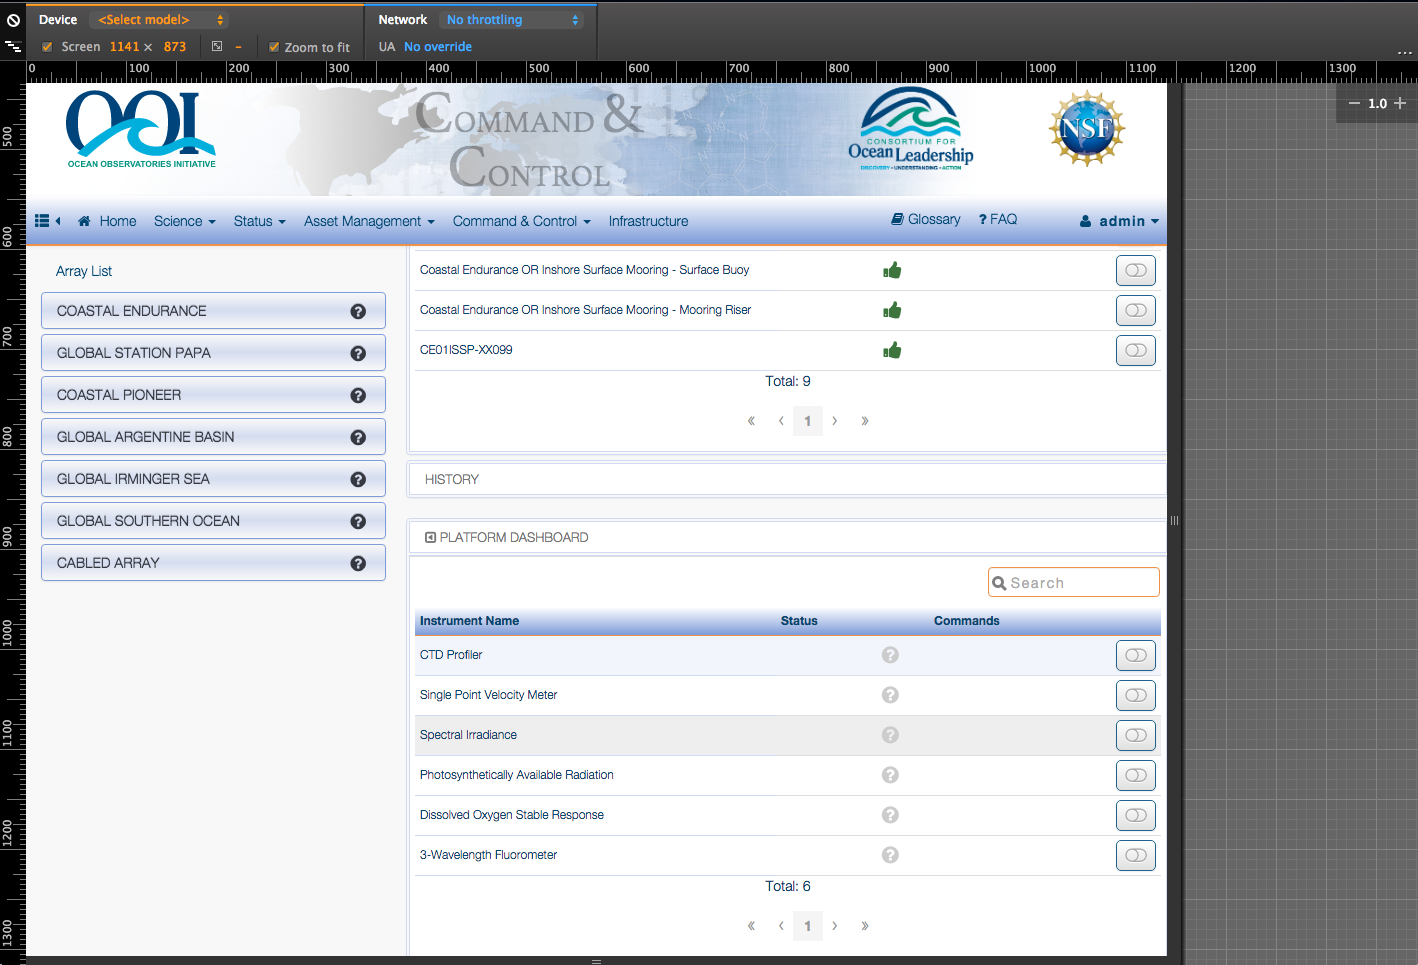 Device <Select model> Network No throttling
Screen 1141 × 873 - Zoom to fit UA No override
...
0 100 200 300 400 500 600 700 800 900 1000 1100 1200 1300
500 600 700 800 900 1000 1100 1200 1300
− 1.0 +
OOI
OCEAN OBSERVATORIES INITIATIVE
COMMAND &
CONTROL
CONSORTIUM FOR
Ocean Leadership
DISCOVERY • UNDERSTANDING • ACTION
NSF
Home Science Status Asset Management Command & Control Infrastructure Glossary ? FAQ admin
Array List
COASTAL ENDURANCE ?
GLOBAL STATION PAPA ?
COASTAL PIONEER ?
GLOBAL ARGENTINE BASIN ?
GLOBAL IRMINGER SEA ?
GLOBAL SOUTHERN OCEAN ?
CABLED ARRAY ?
Coastal Endurance OR Inshore Surface Mooring - Surface Buoy
Coastal Endurance OR Inshore Surface Mooring - Mooring Riser
CE01ISSP-XX099
Total: 9
« ‹ 1 › »
HISTORY
PLATFORM DASHBOARD
Search
Instrument Name Status Commands
CTD Profiler ?
Single Point Velocity Meter ?
Spectral Irradiance ?
Photosynthetically Available Radiation ?
Dissolved Oxygen Stable Response ?
3-Wavelength Fluorometer ?
Total: 6
« ‹ 1 › »